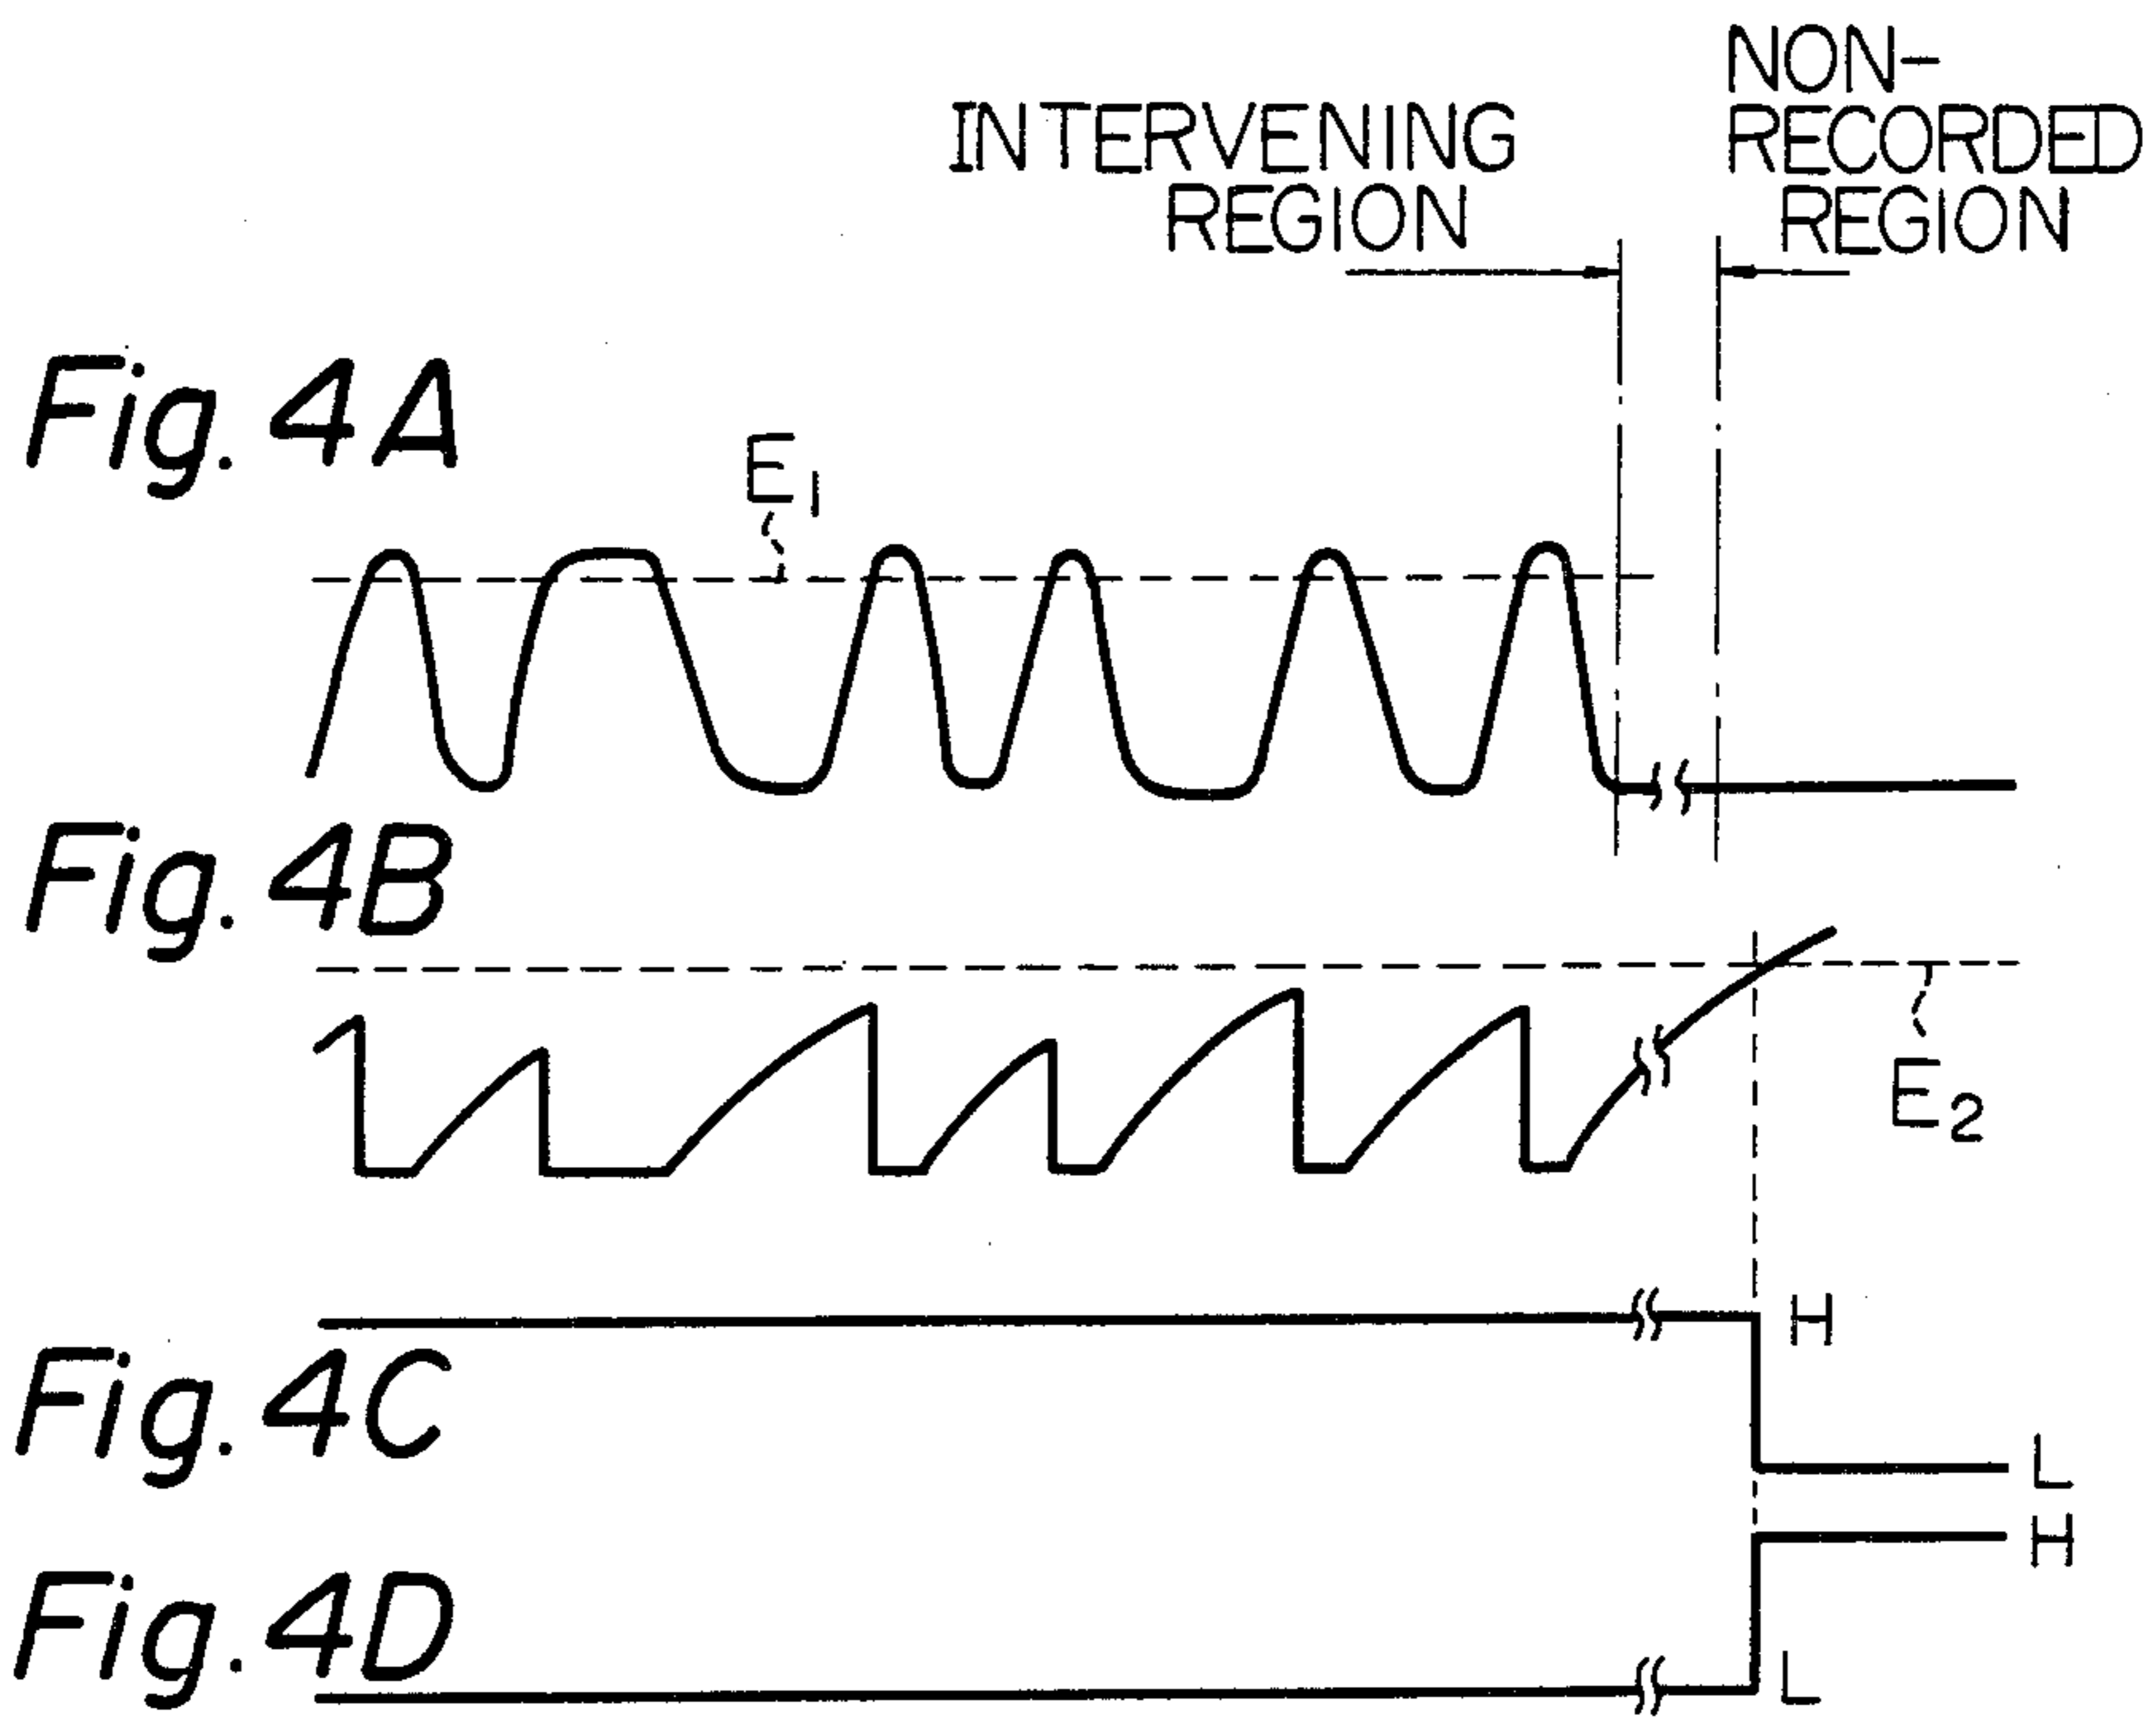 NON-
INTERVENING RECORDED
REGION REGION
Fig. 4A
E1
Fig. 4B
E2
H
Fig. 4C
L
H
Fig. 4D
L